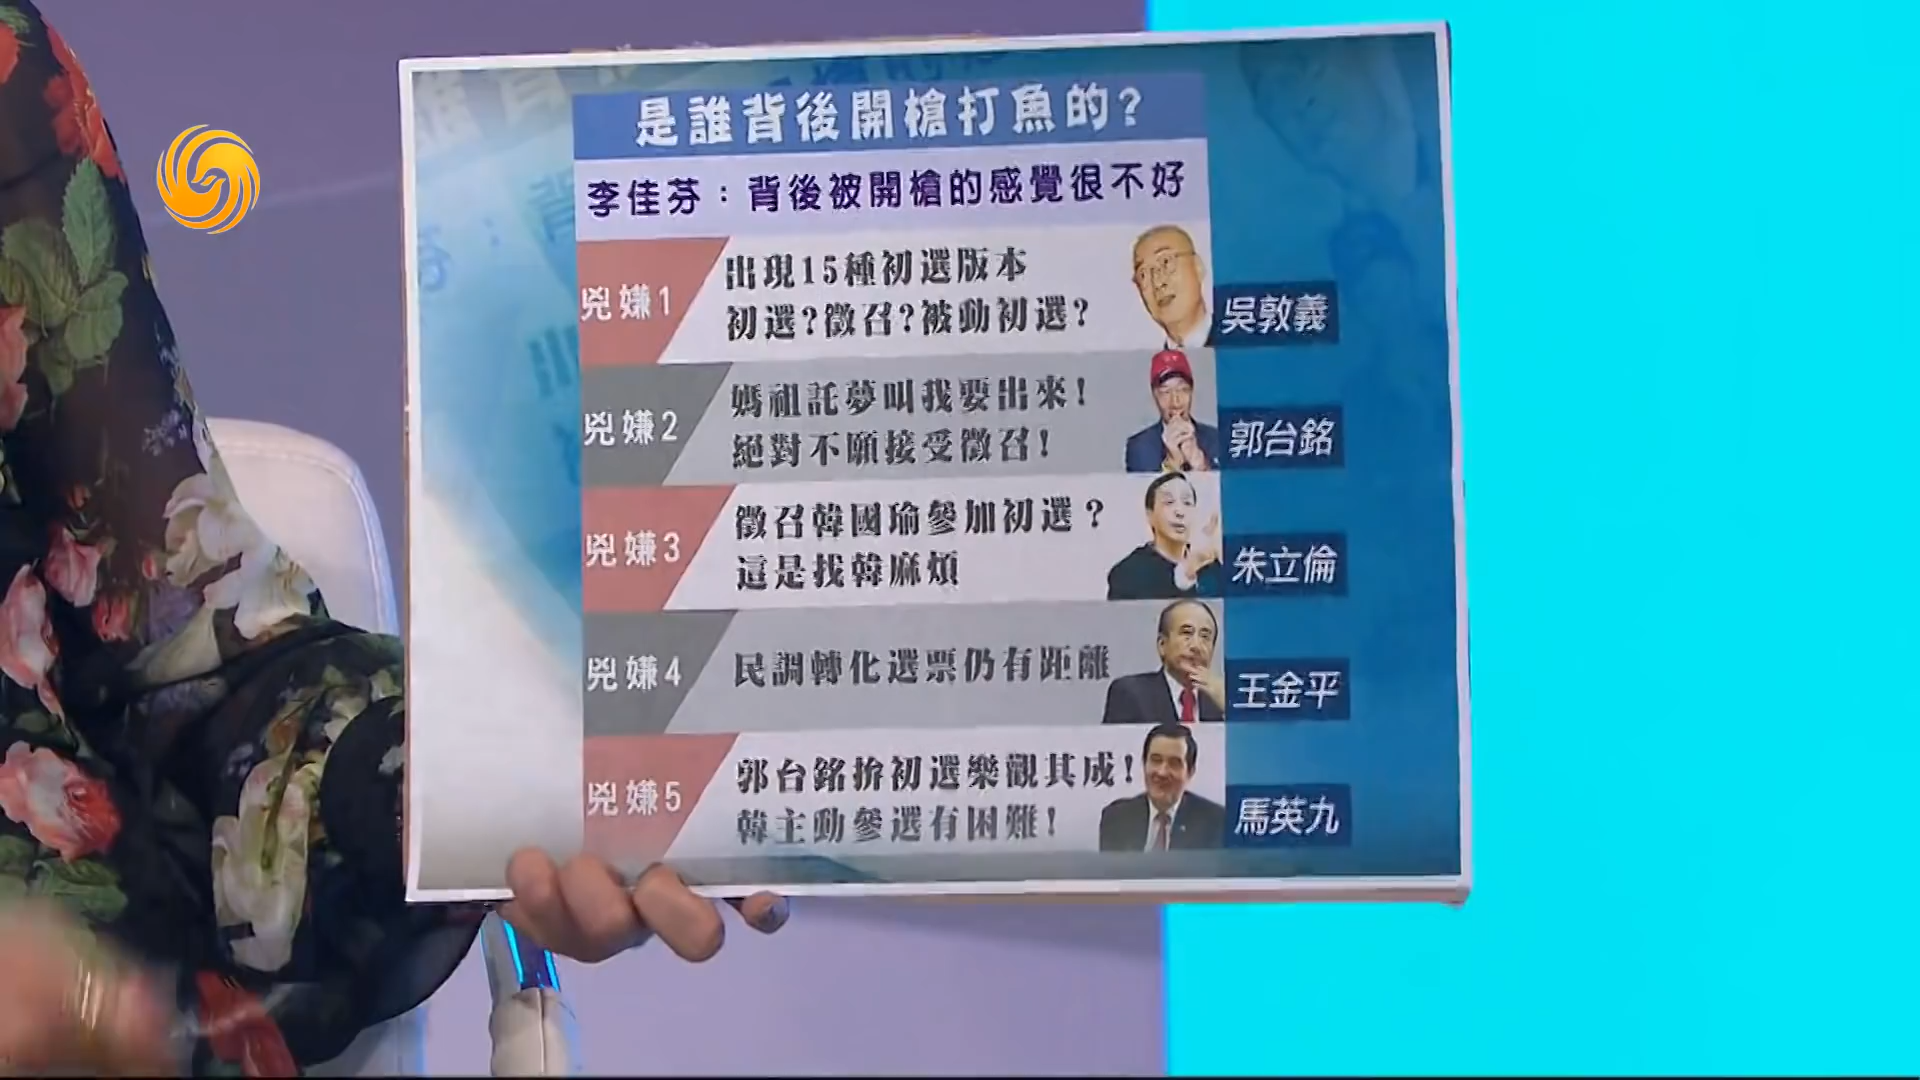 是誰背後開槍打魚的?
李佳芬：背後被開槍的感覺很不好
兇嫌1
出現15種初選版本
初選?徵召?被動初選?
吳敦義
兇嫌2
媽祖託夢叫我要出來!
絕對不願接受徵召!
郭台銘
兇嫌3
徵召韓國瑜參加初選?
這是找韓麻煩
朱立倫
兇嫌4
民調轉化選票仍有距離
王金平
兇嫌5
郭台銘拚初選樂觀其成!
韓主動參選有困難!
馬英九